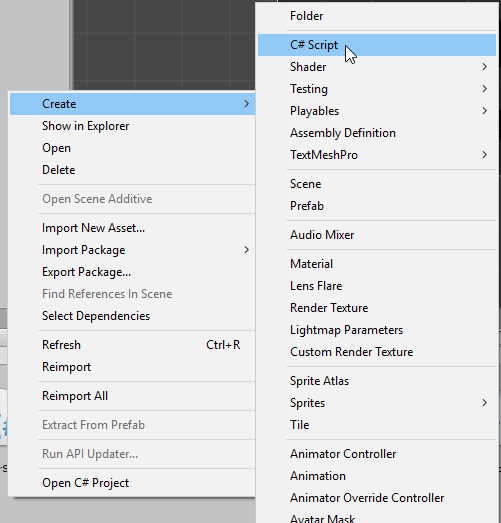 Create
Show in Explorer
Open
Delete
Open Scene Additive
Import New Asset...
Import Package
Export Package...
Find References In Scene
Select Dependencies
Refresh Ctrl+R
Reimport
Reimport All
Extract From Prefab
Run API Updater...
Open C# Project
Folder
C# Script
Shader
Testing
Playables
Assembly Definition
TextMeshPro
Scene
Prefab
Audio Mixer
Material
Lens Flare
Render Texture
Lightmap Parameters
Custom Render Texture
Sprite Atlas
Sprites
Tile
Animator Controller
Animation
Animator Override Controller
Avatar Mask